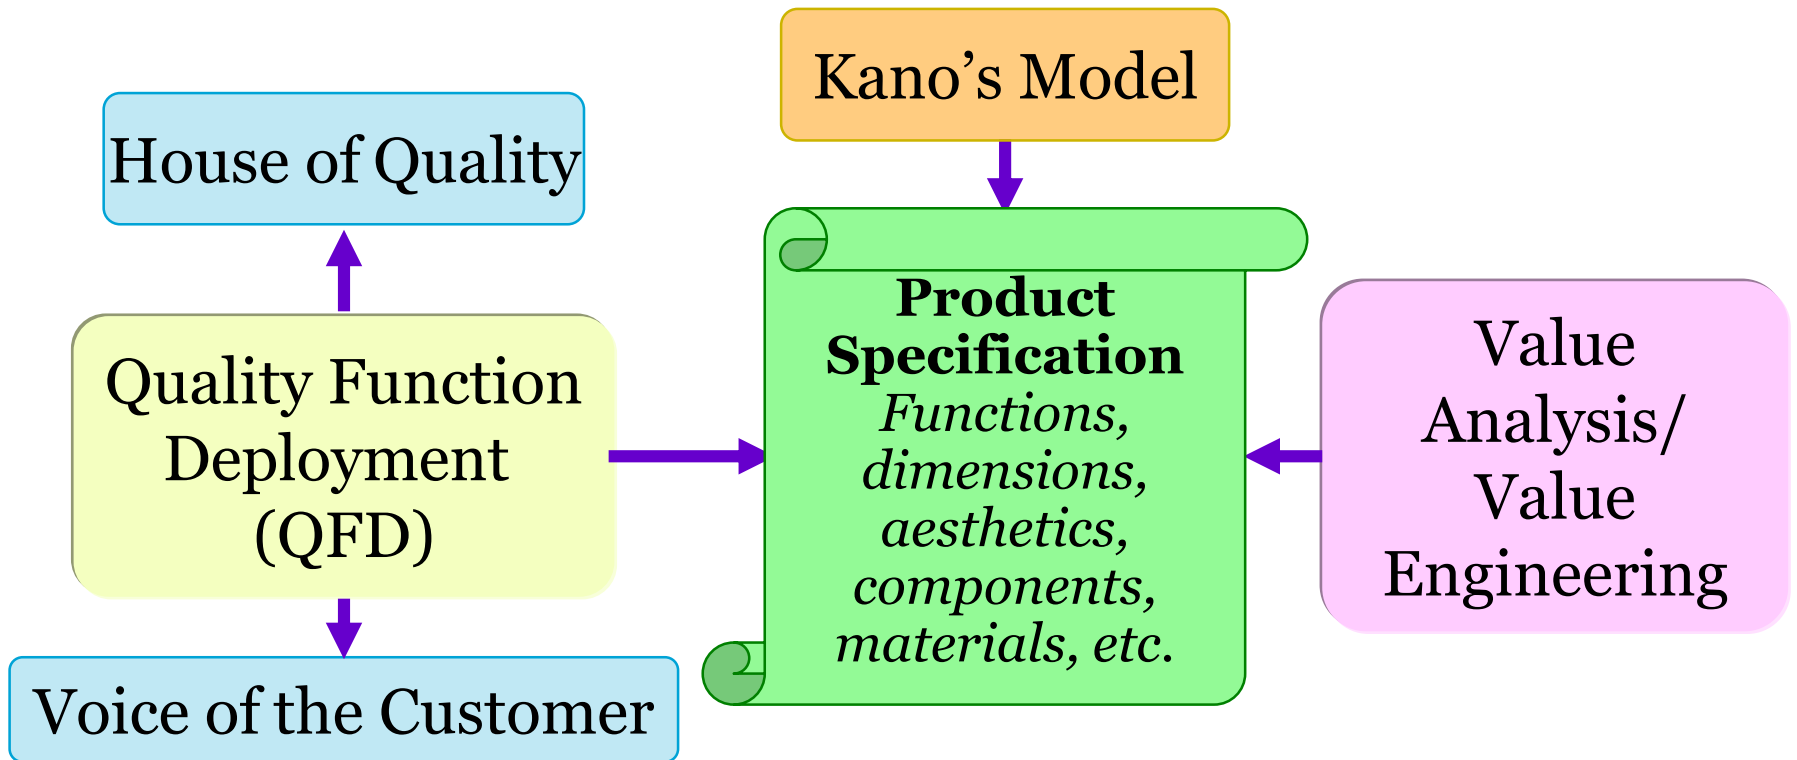 Kano’s Model
House of Quality
Quality Function
Deployment
(QFD)
Voice of the Customer
Product
Specification
Functions,
dimensions,
aesthetics,
components,
materials, etc.
Value
Analysis/
Value
Engineering